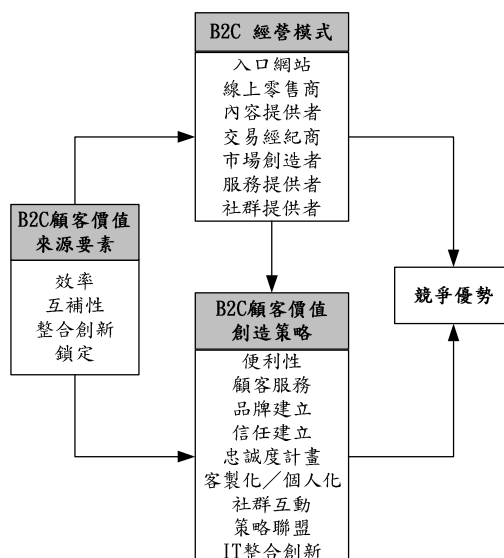 B2C 經營模式
入口網站
線上零售商
內容提供者
交易經紀商
市場創造者
服務提供者
社群提供者
B2C顧客價值
來源要素
效率
互補性
整合創新
鎖定
B2C顧客價值
創造策略
便利性
顧客服務
品牌建立
信任建立
忠誠度計畫
客製化／個人化
社群互動
策略聯盟
IT整合創新
競爭優勢